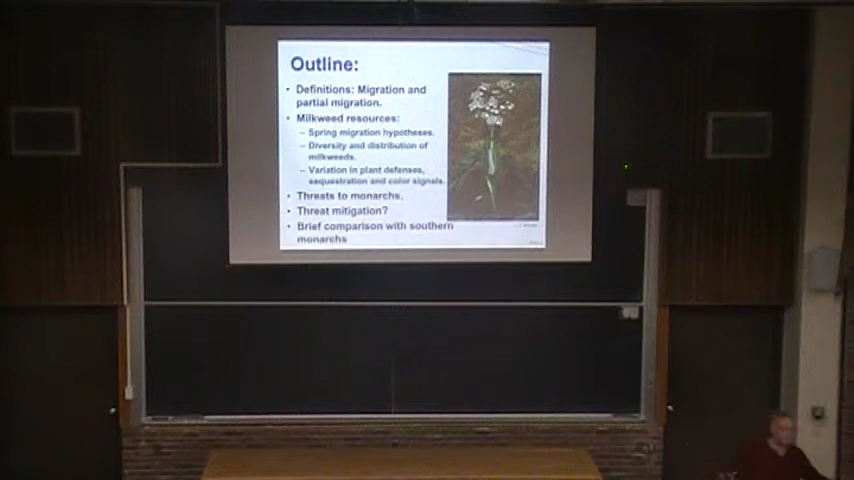 Outline:
• Definitions: Migration and
partial migration.
• Milkweed resources:
– Spring migration hypotheses.
– Diversity and distribution of
milkweeds.
– Variation in plant defenses,
sequestration and color signals.
• Threats to monarchs.
• Threat mitigation?
• Brief comparison with southern
monarchs